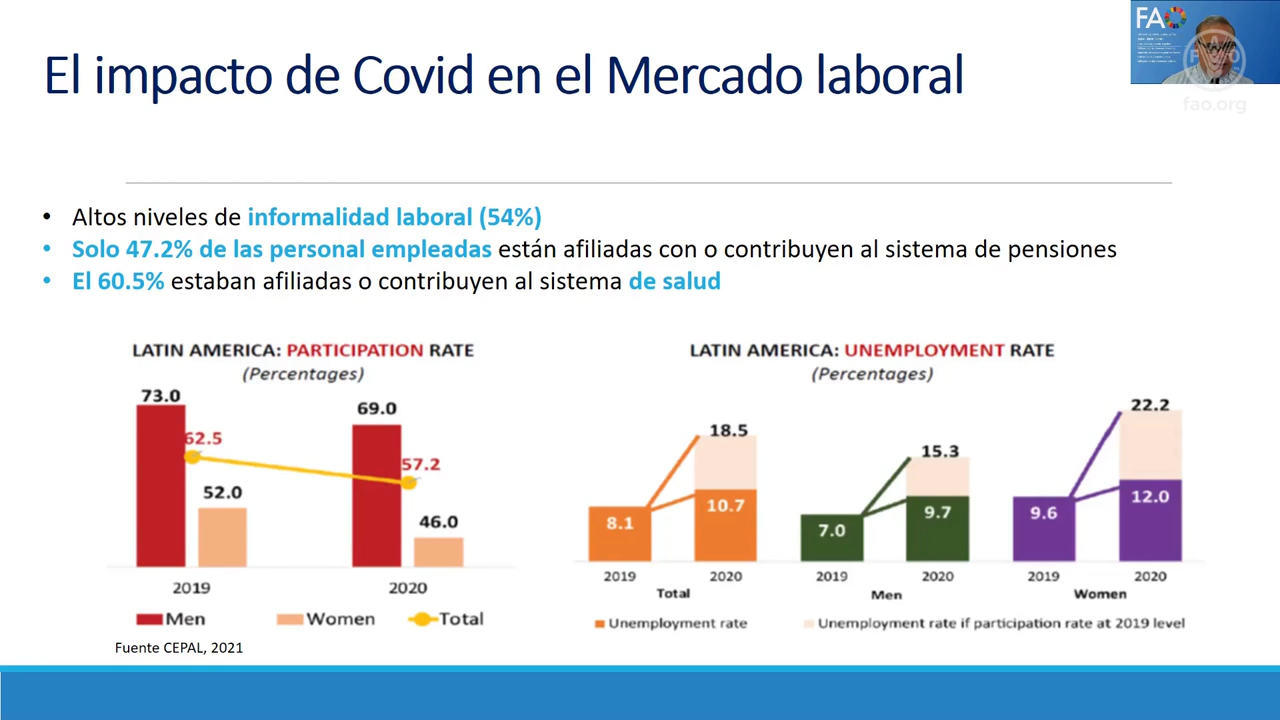 FAO
fao.org
El impacto de Covid en el Mercado laboral
• Altos niveles de informalidad laboral (54%)
• Solo 47.2% de las personal empleadas están afiliadas con o contribuyen al sistema de pensiones
• El 60.5% estaban afiliadas o contribuyen al sistema de salud
LATIN AMERICA: PARTICIPATION RATE
(Percentages)
73.0
62.5
52.0
69.0
57.2
46.0
2019
2020
Men
Women
Total
Fuente CEPAL, 2021
LATIN AMERICA: UNEMPLOYMENT RATE
(Percentages)
8.1
18.5
10.7
7.0
15.3
9.7
9.6
22.2
12.0
2019
2020
2019
2020
2019
2020
Total
Men
Women
Unemployment rate
Unemployment rate if participation rate at 2019 level